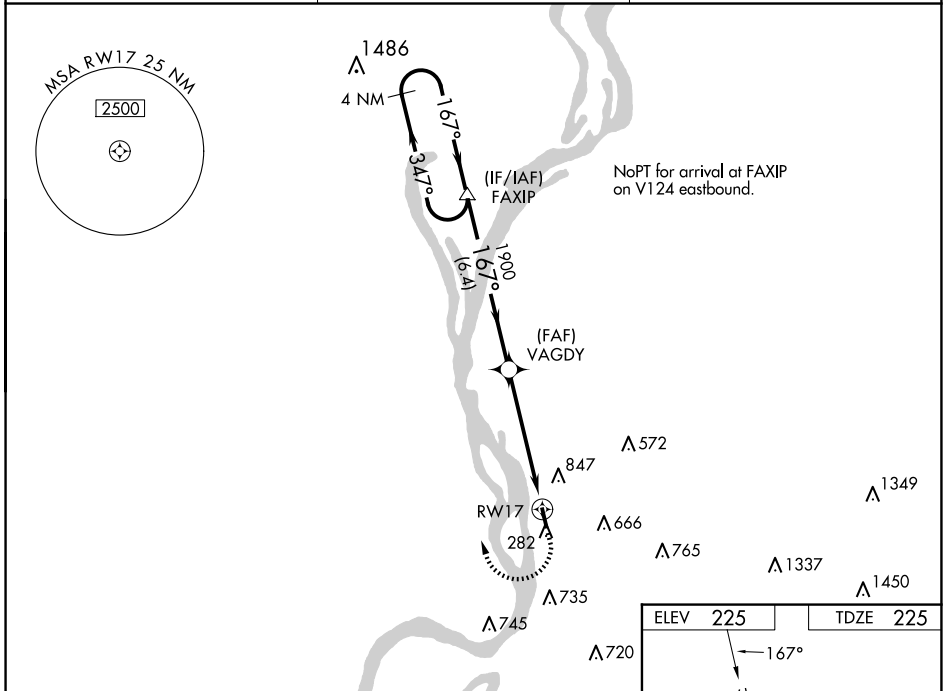 MSA RW17 25 NM
2500
1486
4 NM
167°
347°
(IF/IAF)
FAXIP
NoPT for arrival at FAXIP
on V124 eastbound.
1900
167°
(6.4)
(FAF)
VAGDY
572
847
1349
RW17
666
282
765
1337
1450
735
745
720
ELEV 225
TDZE 225
167°